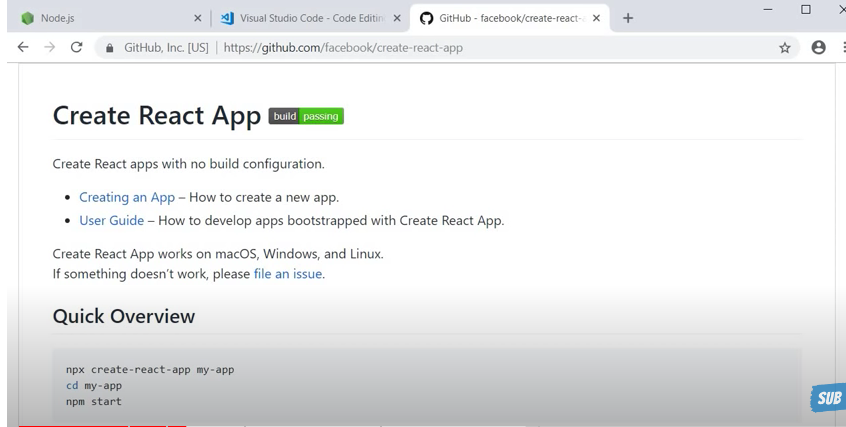 Node.js
Visual Studio Code - Code Editin
GitHub - facebook/create-react-a
GitHub, Inc. [US] | https://github.com/facebook/create-react-app
Create React App build passing
Create React apps with no build configuration.
• Creating an App – How to create a new app.
• User Guide – How to develop apps bootstrapped with Create React App.
Create React App works on macOS, Windows, and Linux.
If something doesn't work, please file an issue.
Quick Overview
npx create-react-app my-app
cd my-app
npm start
SUB